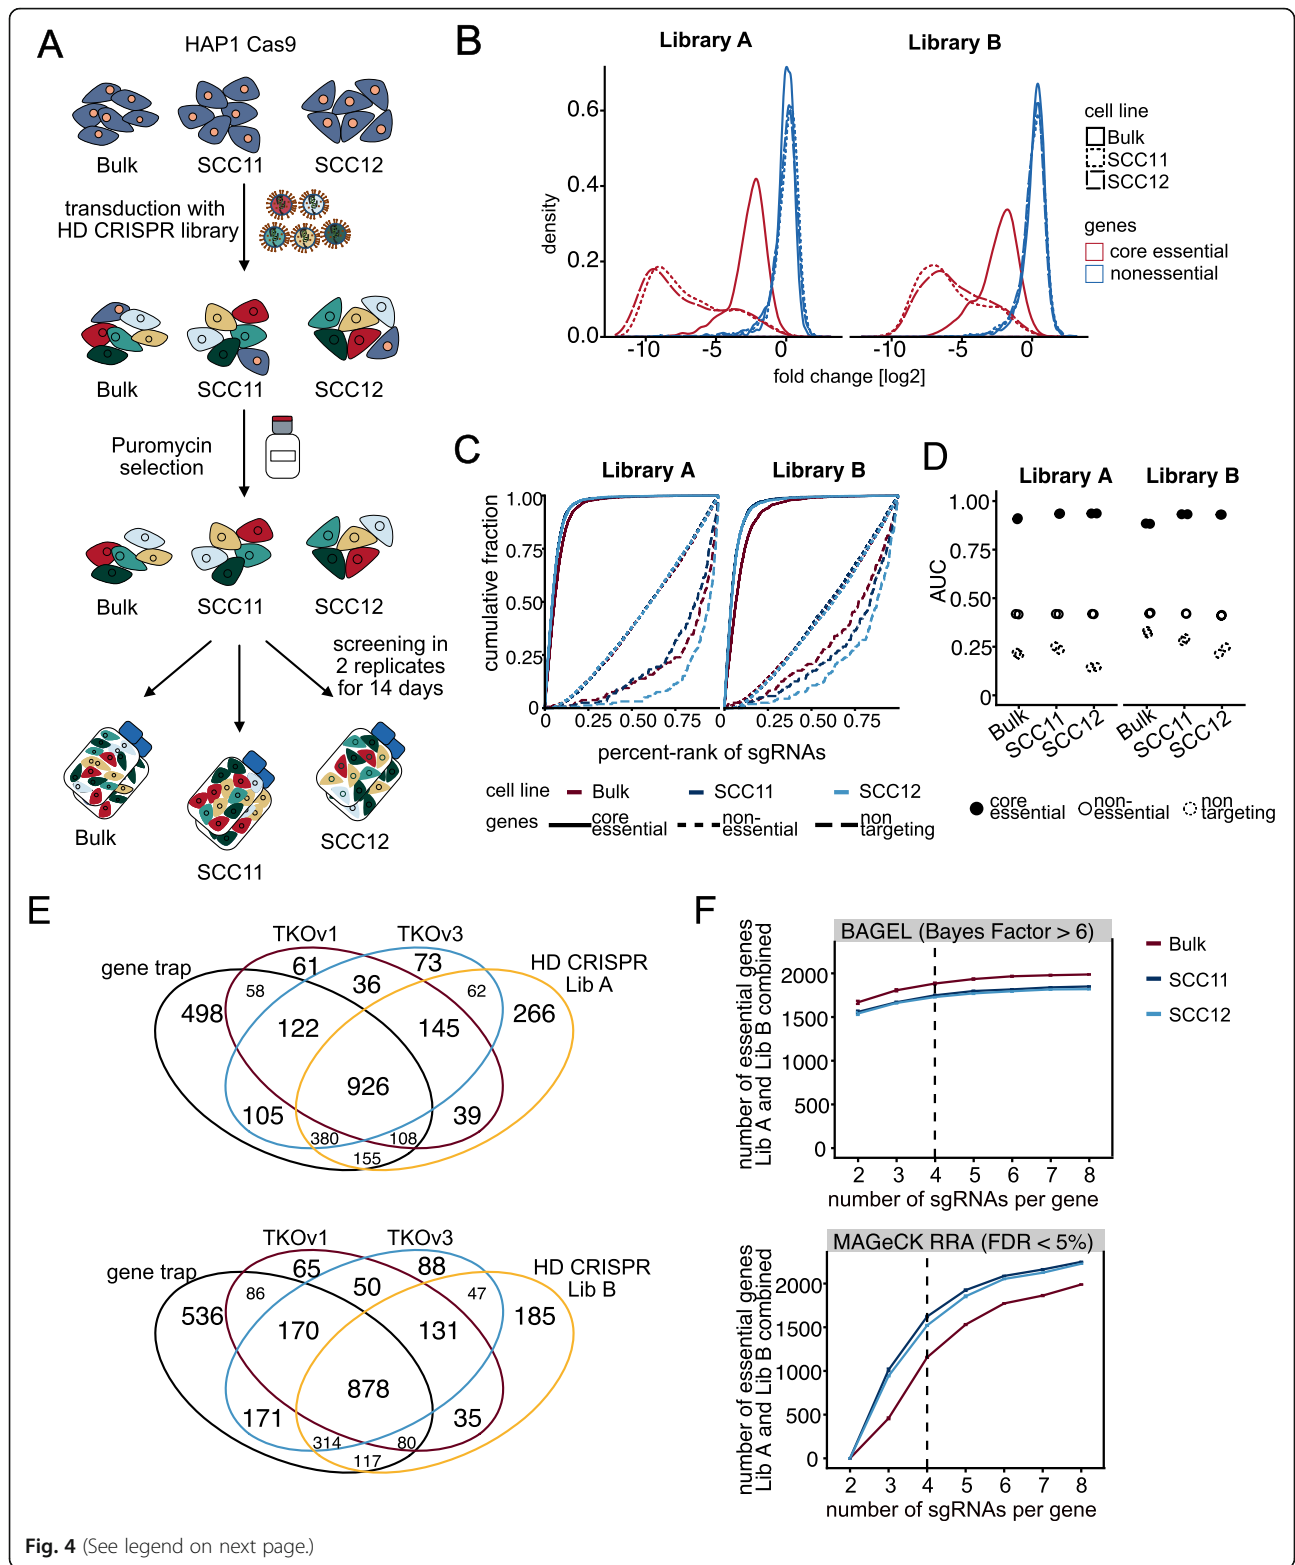 A
HAP1 Cas9
Bulk
SCC11
SCC12
transduction with
HD CRISPR library
Bulk
SCC11
SCC12
Puromycin
selection
Bulk
SCC11
SCC12
screening in
2 replicates
for 14 days
Bulk
SCC11
SCC12
B
Library A
Library B
density
0.6
0.4
0.2
0.0
-10
-5
0
-10
-5
0
fold change [log2]
cell line
Bulk
SCC11
SCC12
genes
core essential
nonessential
C
Library A
Library B
cumulative fraction
1.00
0.75
0.50
0.25
0
0
0.25
0.50
0.75
0
0.25
0.50
0.75
percent-rank of sgRNAs
cell line
Bulk
SCC11
SCC12
genes
core
essential
non-
essential
non
targeting
D
Library A
Library B
AUC
1.00
0.75
0.50
0.25
0
Bulk
SCC11
SCC12
Bulk
SCC11
SCC12
core
essential
non-
essential
non
targeting
E
TKOv1
TKOv3
gene trap
HD CRISPR
Lib A
61
73
58
36
62
498
266
122
145
926
105
39
380
108
155
TKOv1
TKOv3
gene trap
HD CRISPR
Lib B
65
88
86
50
47
536
185
170
131
878
171
35
314
80
117
F
BAGEL (Bayes Factor > 6)
number of essential genes
Lib A and Lib B combined
2000
1500
1000
500
0
2
3
4
5
6
7
8
number of sgRNAs per gene
Bulk
SCC11
SCC12
MAGeCK RRA (FDR < 5%)
number of essential genes
Lib A and Lib B combined
2000
1500
1000
500
0
2
3
4
5
6
7
8
number of sgRNAs per gene
Fig. 4 (See legend on next page.)